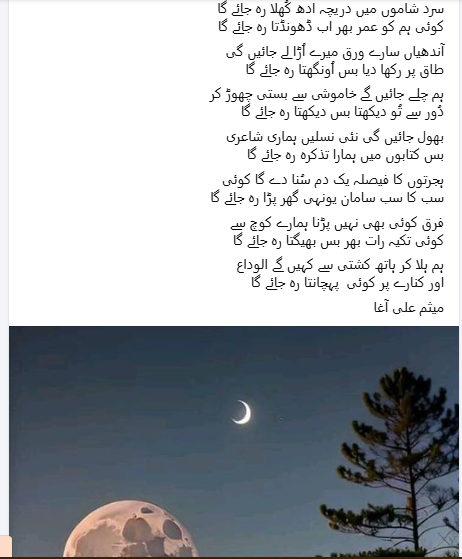 سرد شاموں میں دریچہ ادھ کُھلا رہ جائے گا
کوئی ہم کو عمر بھر اب ڈھونڈتا رہ جائے گا
آندھیاں سارے ورق میرے اُڑا لے جائیں گی
طاق پر رکھا دیا بس اُونگھتا رہ جائے گا
ہم چلے جائیں گے خاموشی سے بستی چھوڑ کر
دُور سے تُو دیکھتا بس دیکھتا رہ جائے گا
بھول جائیں گی نئی نسلیں ہماری شاعری
بس کتابوں میں ہمارا تذکرہ رہ جائے گا
ہجرتوں کا فیصلہ یک دم سُنا دے گا کوئی
سب کا سب سامان یونہی گھر پڑا رہ جائے گا
فرق کوئی بھی نہیں پڑنا ہمارے کوچ سے
کوئی تکیہ رات بھر بس بھیگتا رہ جائے گا
ہم ہلا کر ہاتھ کشتی سے کہیں گے الوداع
اور کنارے پر کوئی پہچانتا رہ جائے گا
میثم علی آغا